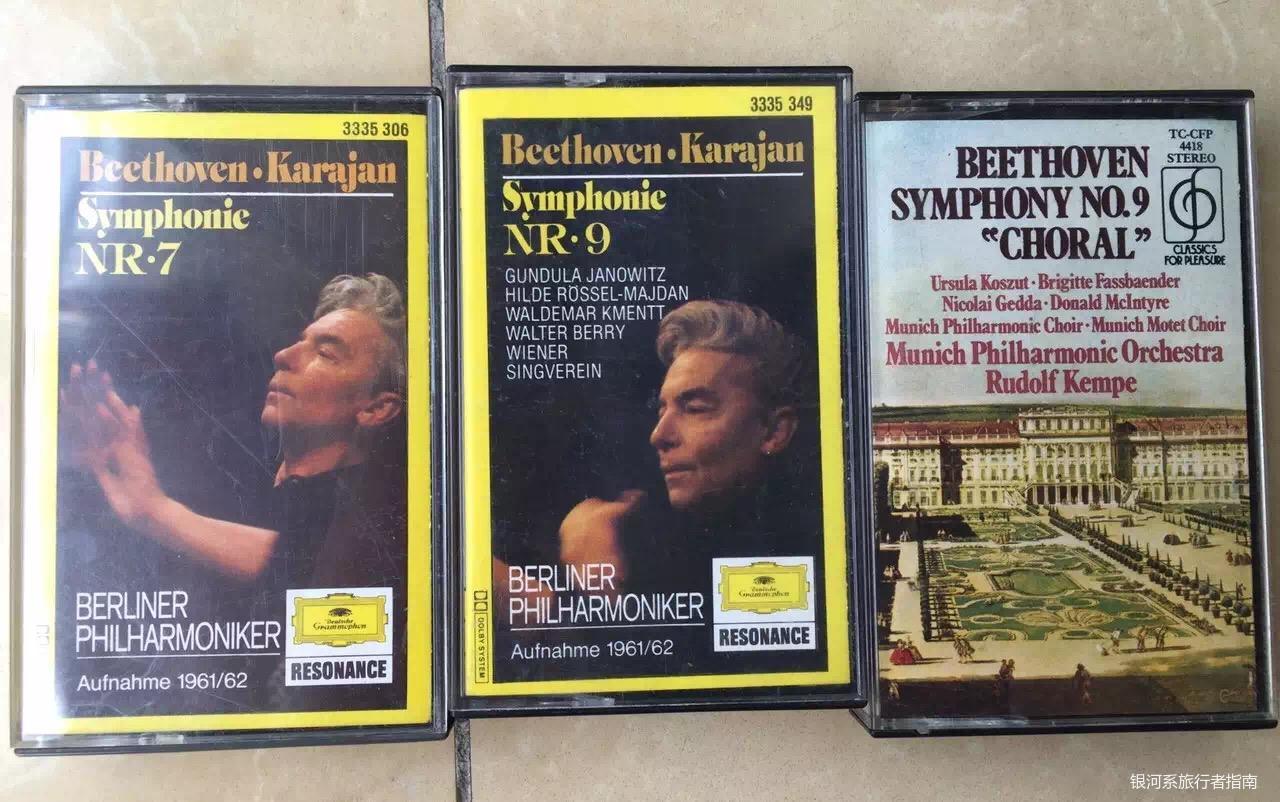 3335 306
Beethoven • Karajan
Symphonie
NR•7
BERLINER
PHILHARMONIKER
Aufnahme 1961/62
Deutsche
Grammophon
RESONANCE
3335 349
Beethoven • Karajan
Symphonie
NR•9
GUNDULA JANOWITZ
HILDE RÖSSEL-MAJDAN
WALDEMAR KMENTT
WALTER BERRY
WIENER
SINGVEREIN
BERLINER
PHILHARMONIKER
Aufnahme 1961/62
DOLBY SYSTEM
Deutsche
Grammophon
RESONANCE
TC-CFP
4418
STEREO
BEETHOVEN
SYMPHONY NO.9
“CHORAL”
CLASSICS
FOR PLEASURE
Ursula Koszut • Brigitte Fassbaender
Nicolai Gedda • Donald McIntyre
Munich Philharmonic Choir • Munich Motet Choir
Munich Philharmonic Orchestra
Rudolf Kempe
银河系旅行者指南